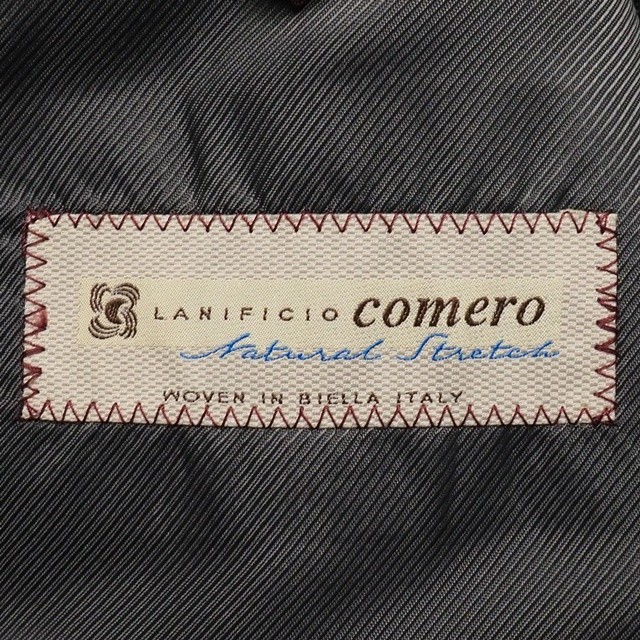 LANIFICIO comero
Natural Stretch
WOVEN IN BIELLA ITALY